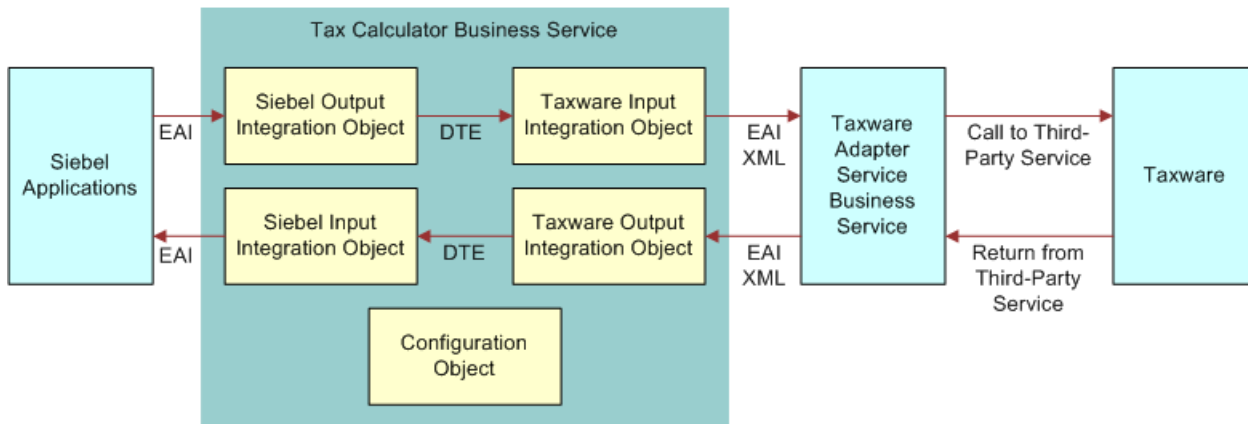 Tax Calculator Business Service
Siebel
Applications
EAI
Siebel Output
Integration Object
DTE
Taxware Input
Integration Object
EAI
XML
Taxware
Adapter
Service
Business
Service
Call to Third-
Party Service
Taxware
Siebel Input
Integration Object
EAI
DTE
Taxware Output
Integration Object
EAI
XML
Return from
Third-Party
Service
Configuration
Object